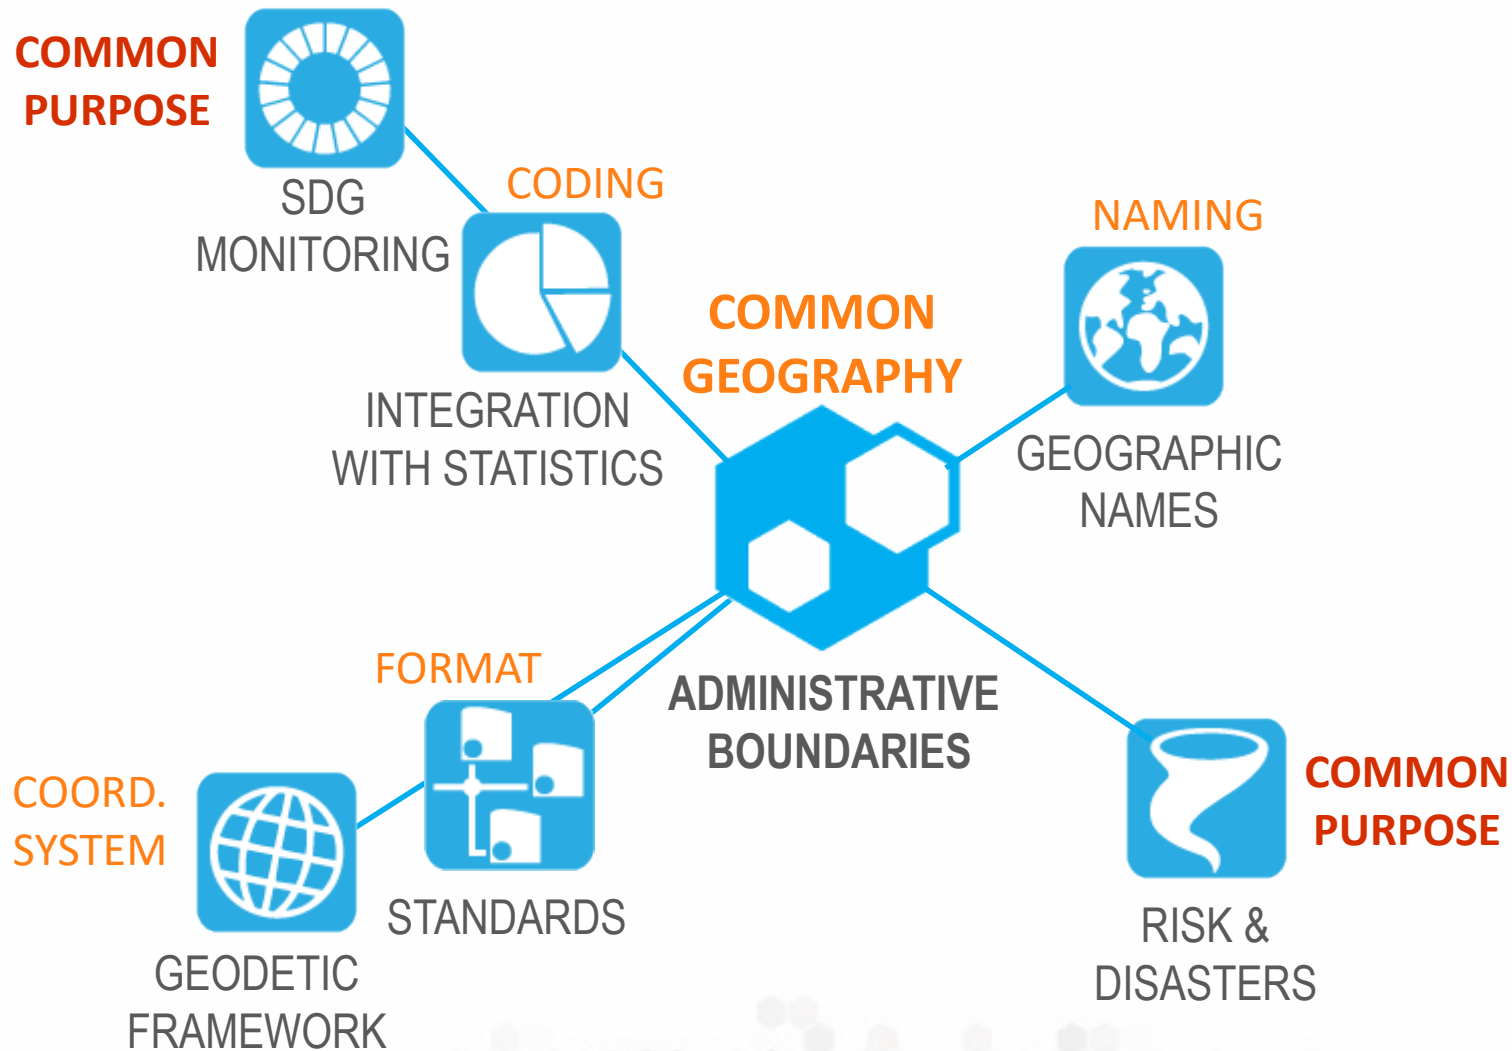 COMMON
PURPOSE
SDG
MONITORING
CODING
INTEGRATION
WITH STATISTICS
COMMON
GEOGRAPHY
NAMING
GEOGRAPHIC
NAMES
ADMINISTRATIVE
BOUNDARIES
FORMAT
STANDARDS
COORD.
SYSTEM
GEODETIC
FRAMEWORK
COMMON
PURPOSE
RISK &
DISASTERS